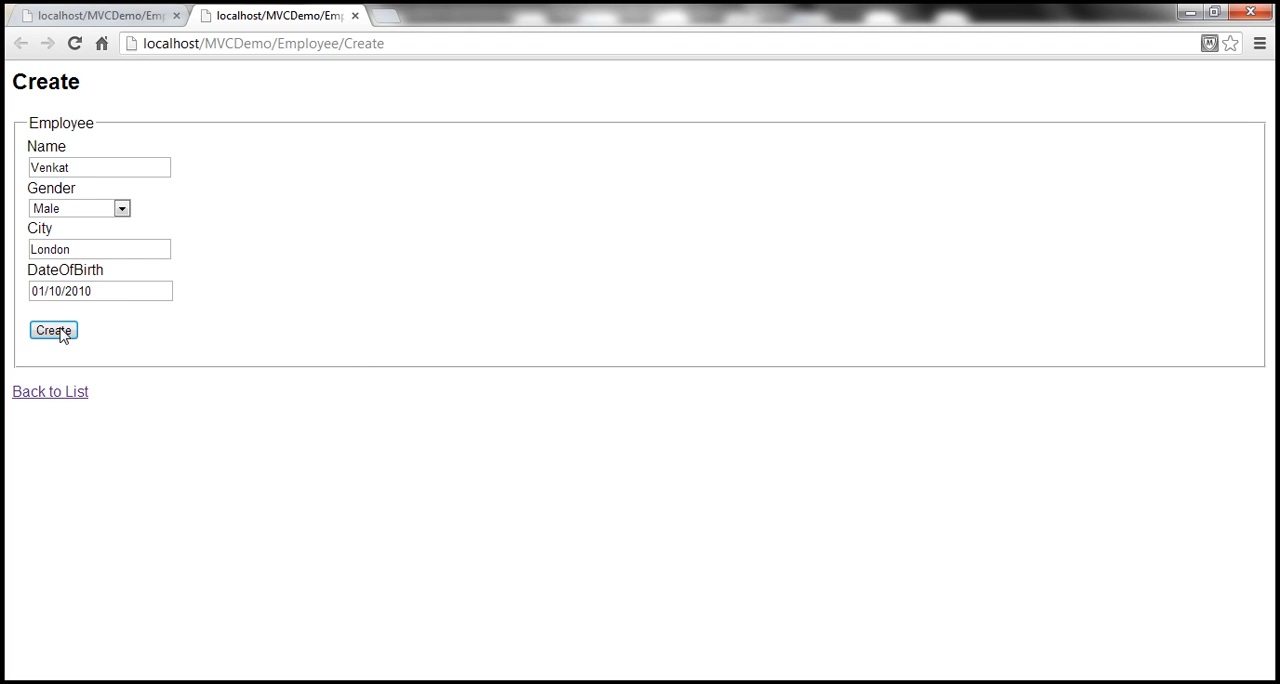 localhost/MVCDemo/Emp
localhost/MVCDemo/Emp
localhost/MVCDemo/Employee/Create
Create
Employee
Name
Venkat
Gender
Male
City
London
DateOfBirth
01/10/2010
Create
Back to List